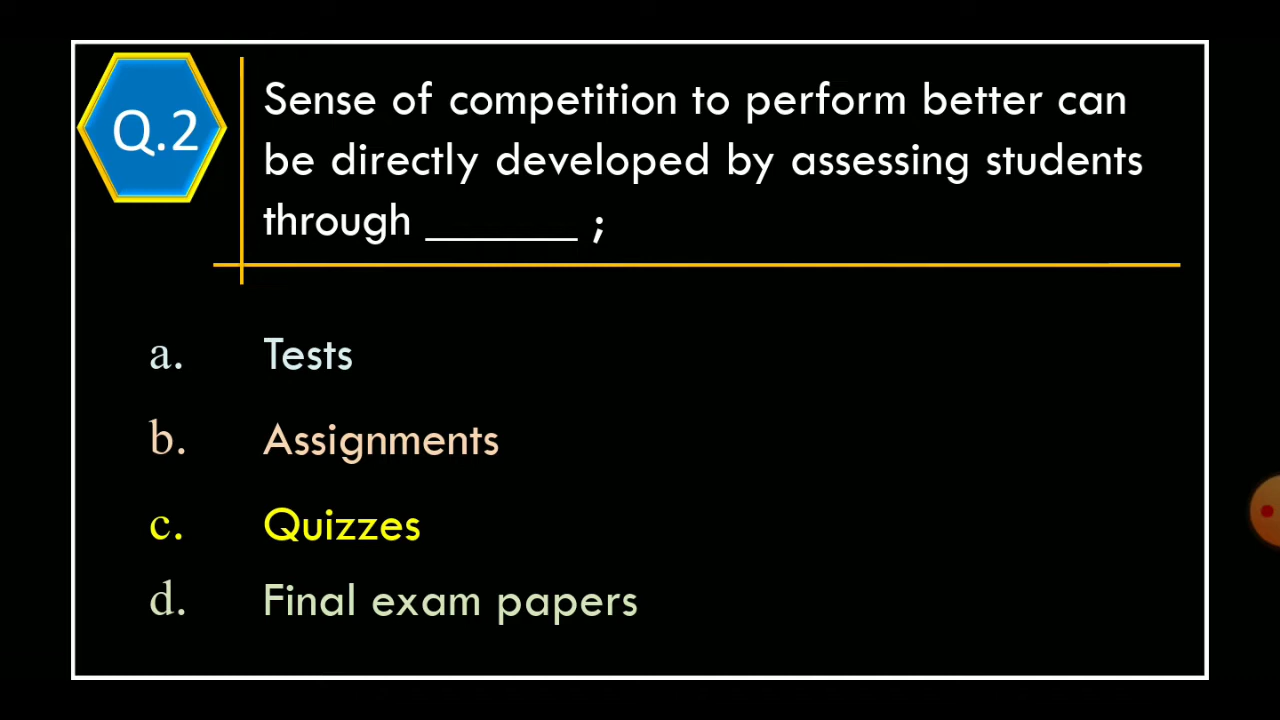 Q.2
Sense of competition to perform better can
be directly developed by assessing students
through _______ ;
a. Tests
b. Assignments
c. Quizzes
d. Final exam papers